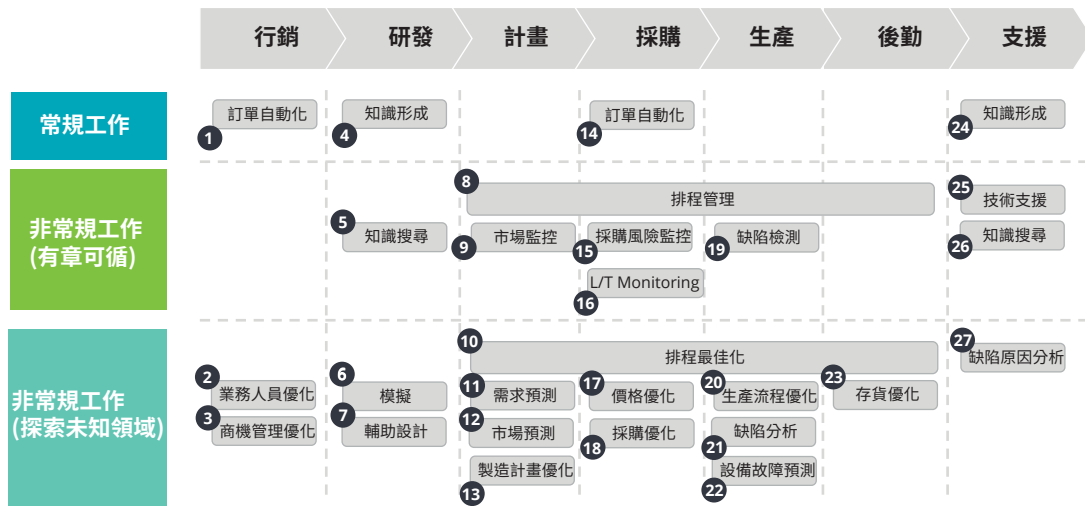 行銷
研發
計畫
採購
生產
後勤
支援
常規工作
訂單自動化
1
知識形成
4
訂單自動化
14
知識形成
24
非常規工作
(有章可循)
8
排程管理
25
技術支援
5
知識搜尋
9
市場監控
15
採購風險監控
19
缺陷檢測
26
知識搜尋
16
L/T Monitoring
非常規工作
(探索未知領域)
10
排程最佳化
27
缺陷原因分析
2
業務人員優化
6
模擬
11
需求預測
17
價格優化
20
生產流程優化
23
存貨優化
3
商機管理優化
7
輔助設計
12
市場預測
18
採購優化
21
缺陷分析
13
製造計畫優化
22
設備故障預測